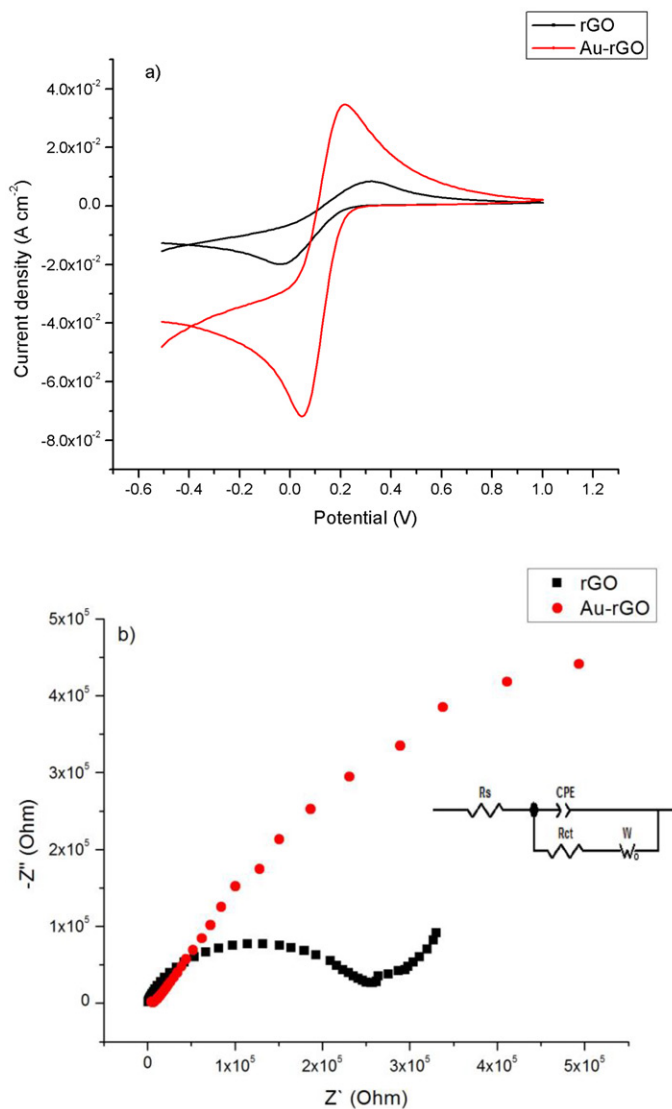 rGO
Au-rGO
a)
4.0x10⁻²
2.0x10⁻²
0.0
-2.0x10⁻²
-4.0x10⁻²
-6.0x10⁻²
-8.0x10⁻²
Current density (A cm⁻²)
-0.6 -0.4 -0.2 0.0 0.2 0.4 0.6 0.8 1.0 1.2
Potential (V)
rGO
Au-rGO
b)
5x10⁵
4x10⁵
3x10⁵
2x10⁵
1x10⁵
0
-Z" (Ohm)
Rs CPE
Rct W₀
0 1x10⁵ 2x10⁵ 3x10⁵ 4x10⁵ 5x10⁵
Z` (Ohm)